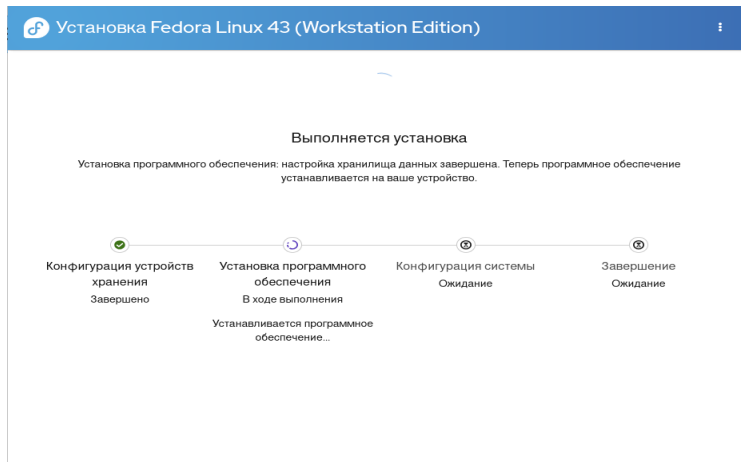 Установка Fedora Linux 43 (Workstation Edition)
Выполняется установка
Установка программного обеспечения: настройка хранилища данных завершена. Теперь программное обеспечение
устанавливается на ваше устройство.
Конфигурация устройств
хранения
Завершено
Установка программного
обеспечения
В ходе выполнения
Устанавливается программное
обеспечение...
Конфигурация системы
Ожидание
Завершение
Ожидание